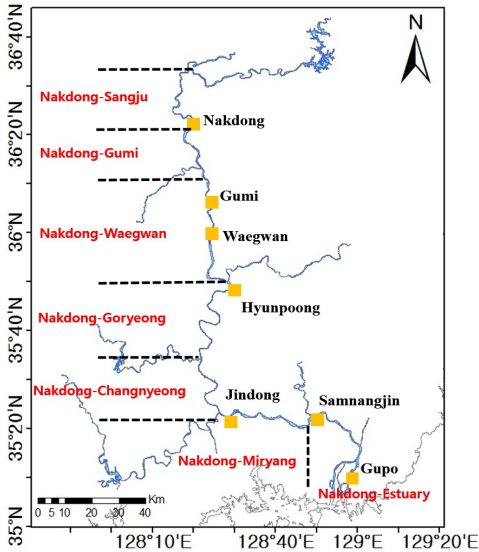 N
36°40'N
Nakdong-Sangju
Nakdong
36°20'N
Nakdong-Gumi
Gumi
36°N
Nakdong-Waegwan
Waegwan
Hyunpoong
Nakdong-Goryeong
35°40'N
Nakdong-Changnyeong
Jindong
Samnangjin
35°20'N
Nakdong-Miryang
Gupo
Nakdong-Estuary
Km
0 5 10 20 30 40
35°N
128°10'E 128°40'E 129°E 129°20'E